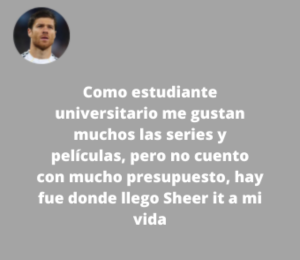 Como estudiante
universitario me gustan
muchos las series y
películas, pero no cuento
con mucho presupuesto, hay
fue donde llego Sheer it a mi
vida